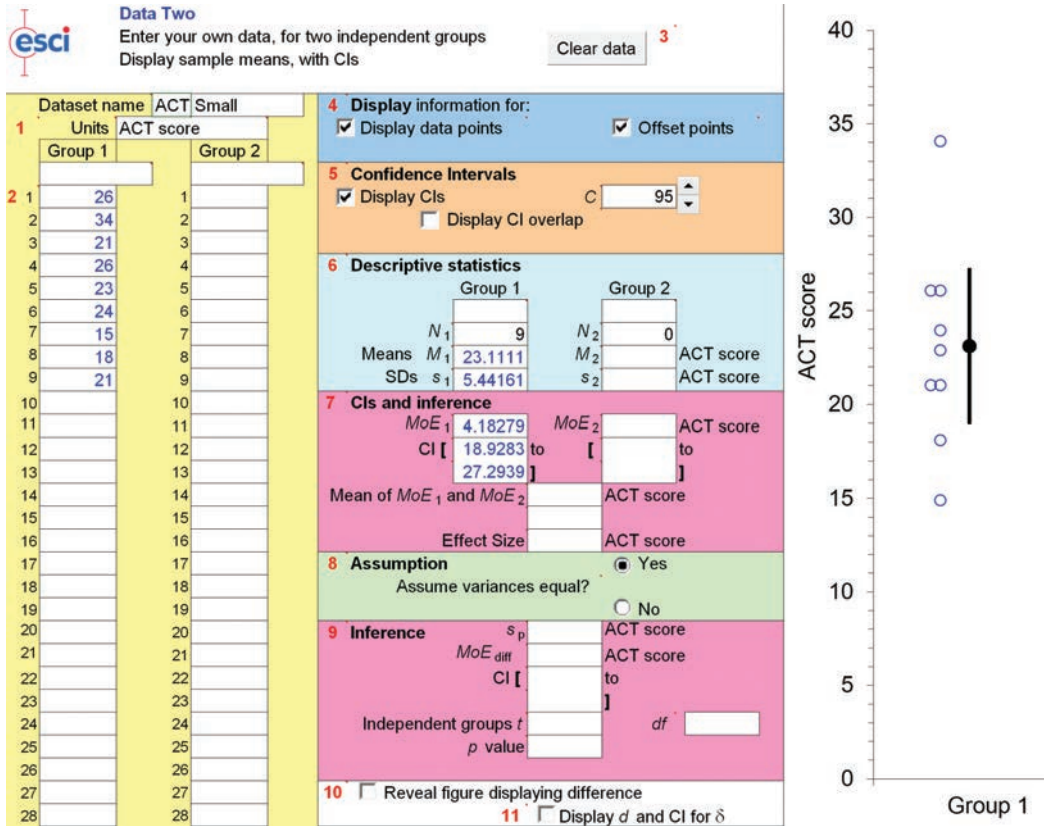 esci
Data Two
Enter your own data, for two independent groups
Display sample means, with CIs
Clear data
3
Dataset name ACT Small
1 Units ACT score
Group 1 Group 2
2 1 26 1
2 34 2
3 21 3
4 26 4
5 23 5
6 24 6
7 15 7
8 18 8
9 21 9
10 10
11 11
12 12
13 13
14 14
15 15
16 16
17 17
18 18
19 19
20 20
21 21
22 22
23 23
24 24
25 25
26 26
27 27
28 28
4 Display information for:
Display data points Offset points
5 Confidence Intervals
Display CIs C 95
Display CI overlap
6 Descriptive statistics
Group 1 Group 2
N1 9 N2 0
Means M1 23.1111 M2 ACT score
SDs s1 5.44161 s2 ACT score
7 CIs and inference
MoE1 4.18279 MoE2 ACT score
CI [ 18.9283 to [ to
27.2939 ] ]
Mean of MoE1 and MoE2 ACT score
Effect Size ACT score
8 Assumption Yes
Assume variances equal?
No
9 Inference sp ACT score
MoEdiff ACT score
CI [ to
]
Independent groups t df
p value
10 Reveal figure displaying difference
11 Display d and CI for δ
ACT score
40
35
30
25
20
15
10
5
0
Group 1